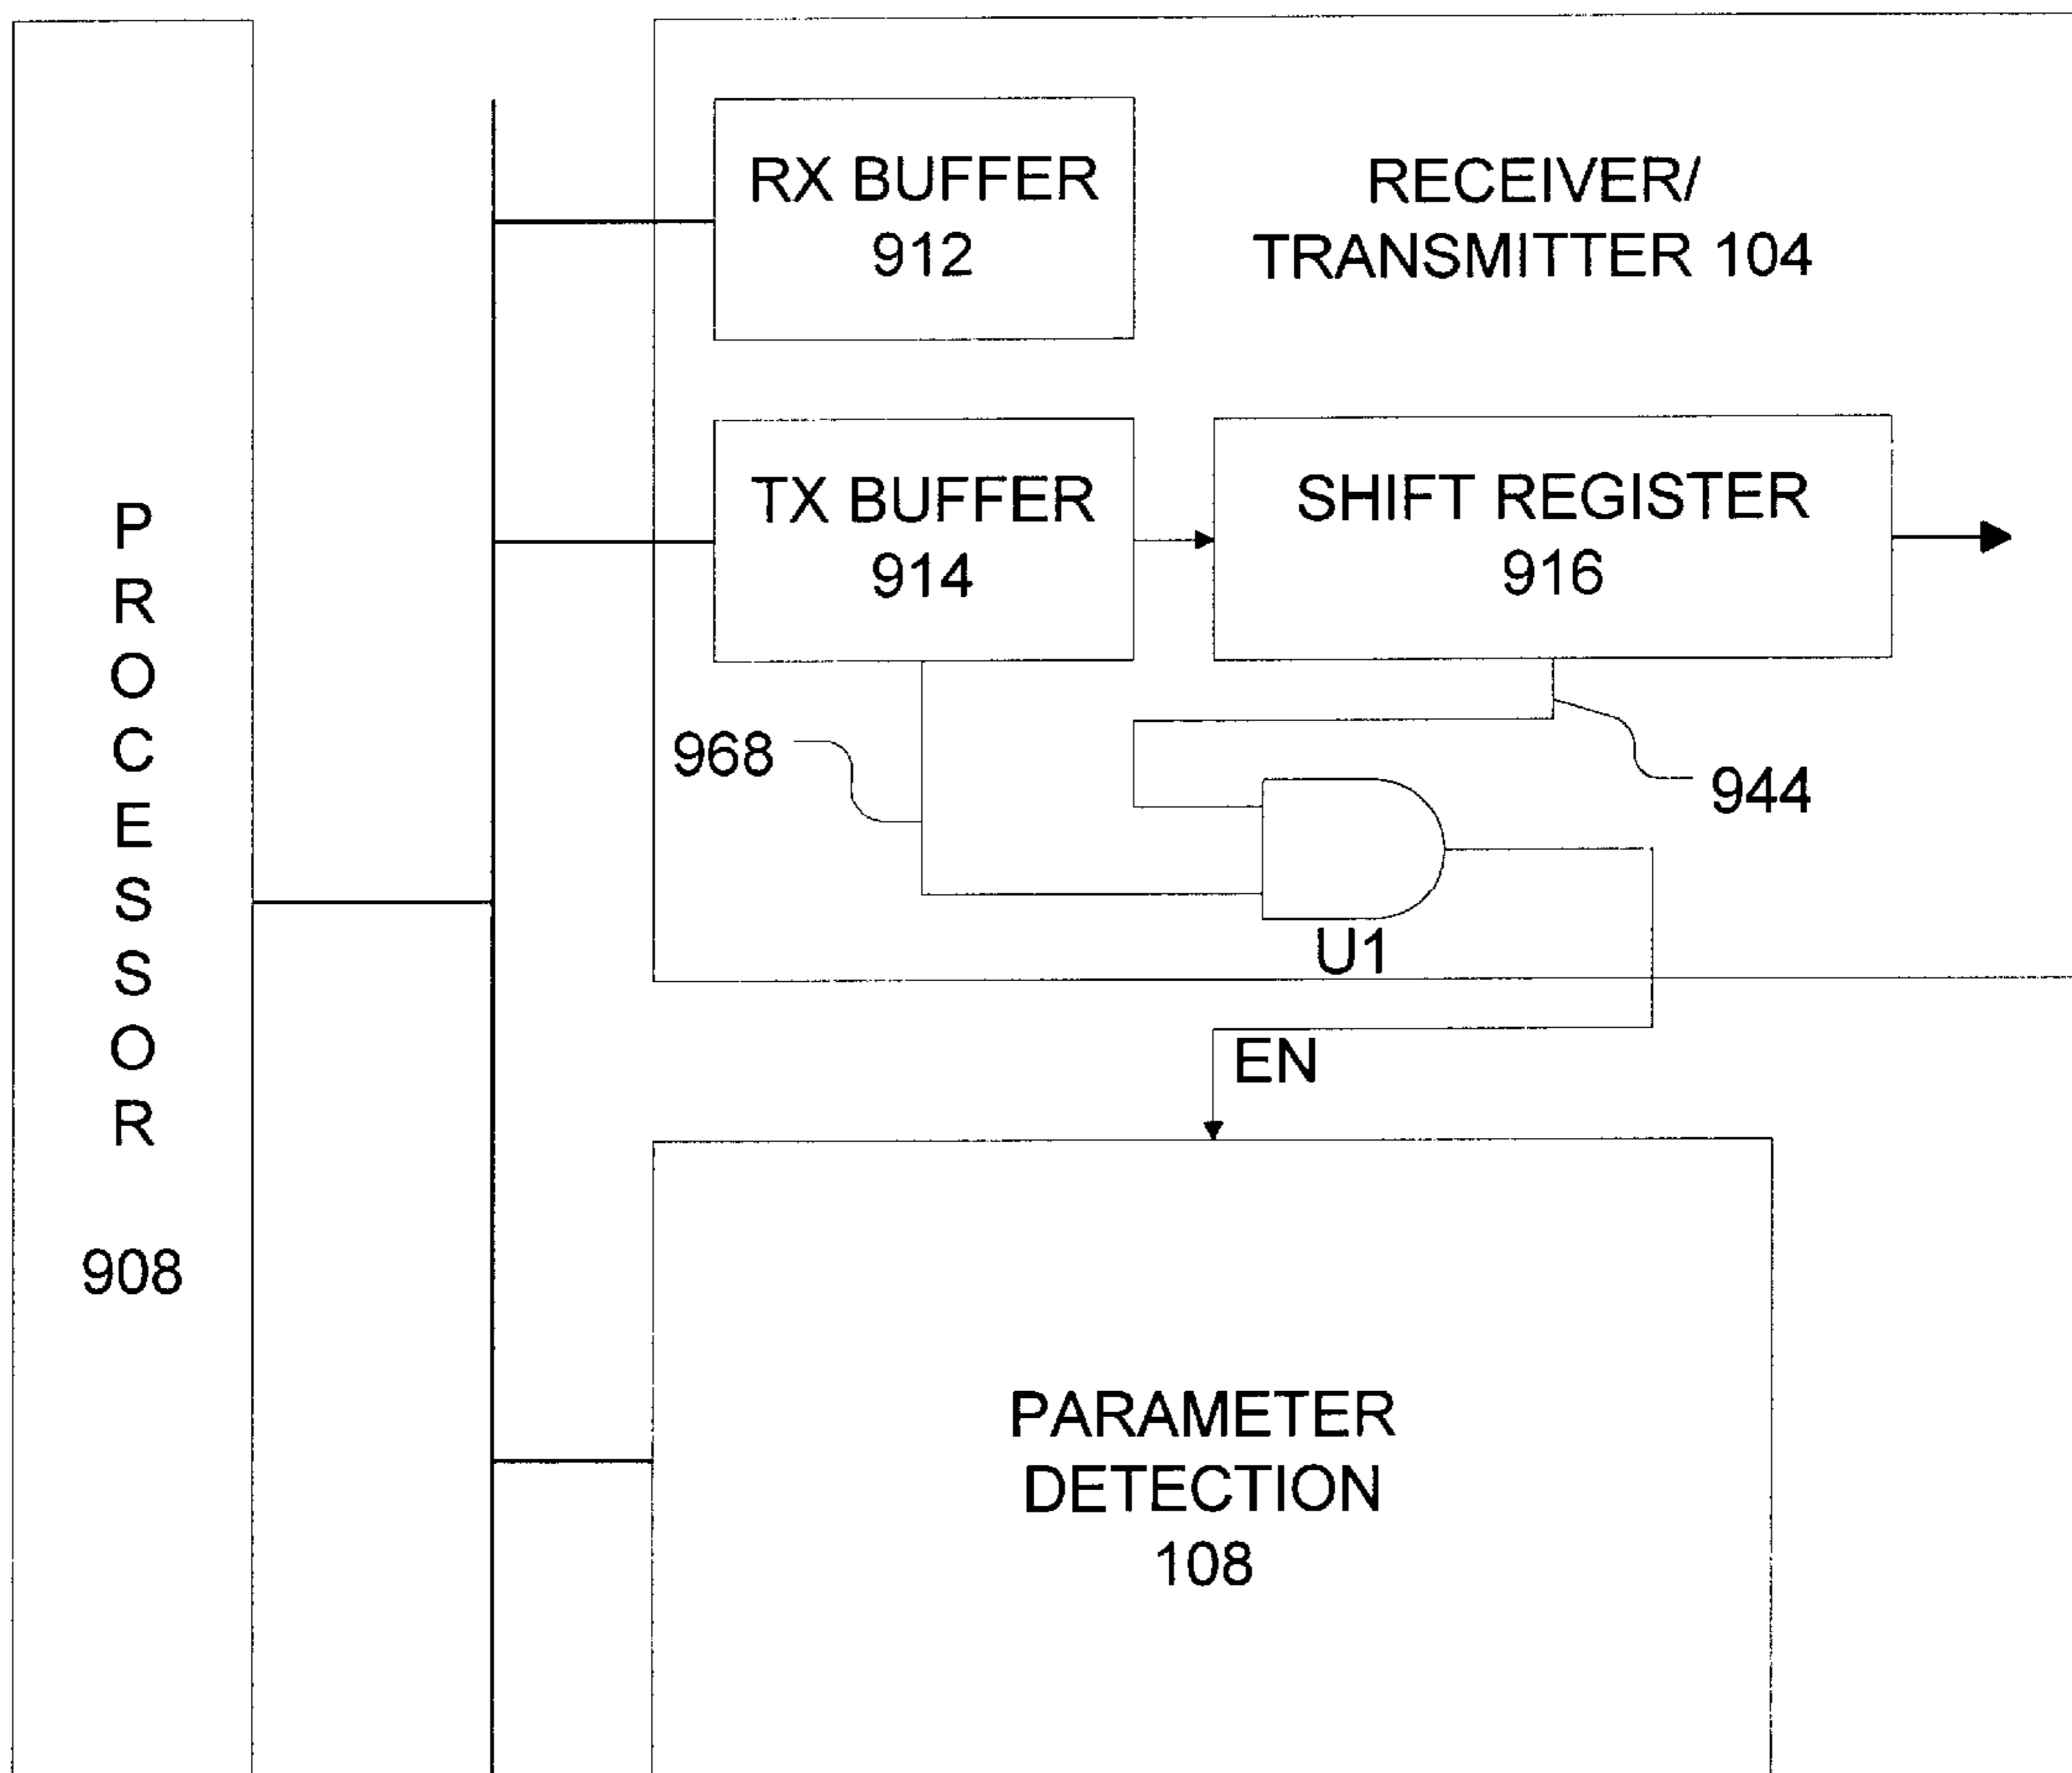 PROCESSOR
908
RX BUFFER
912
RECEIVER/
TRANSMITTER 104
TX BUFFER
914
SHIFT REGISTER
916
968
944
U1
EN
PARAMETER
DETECTION
108